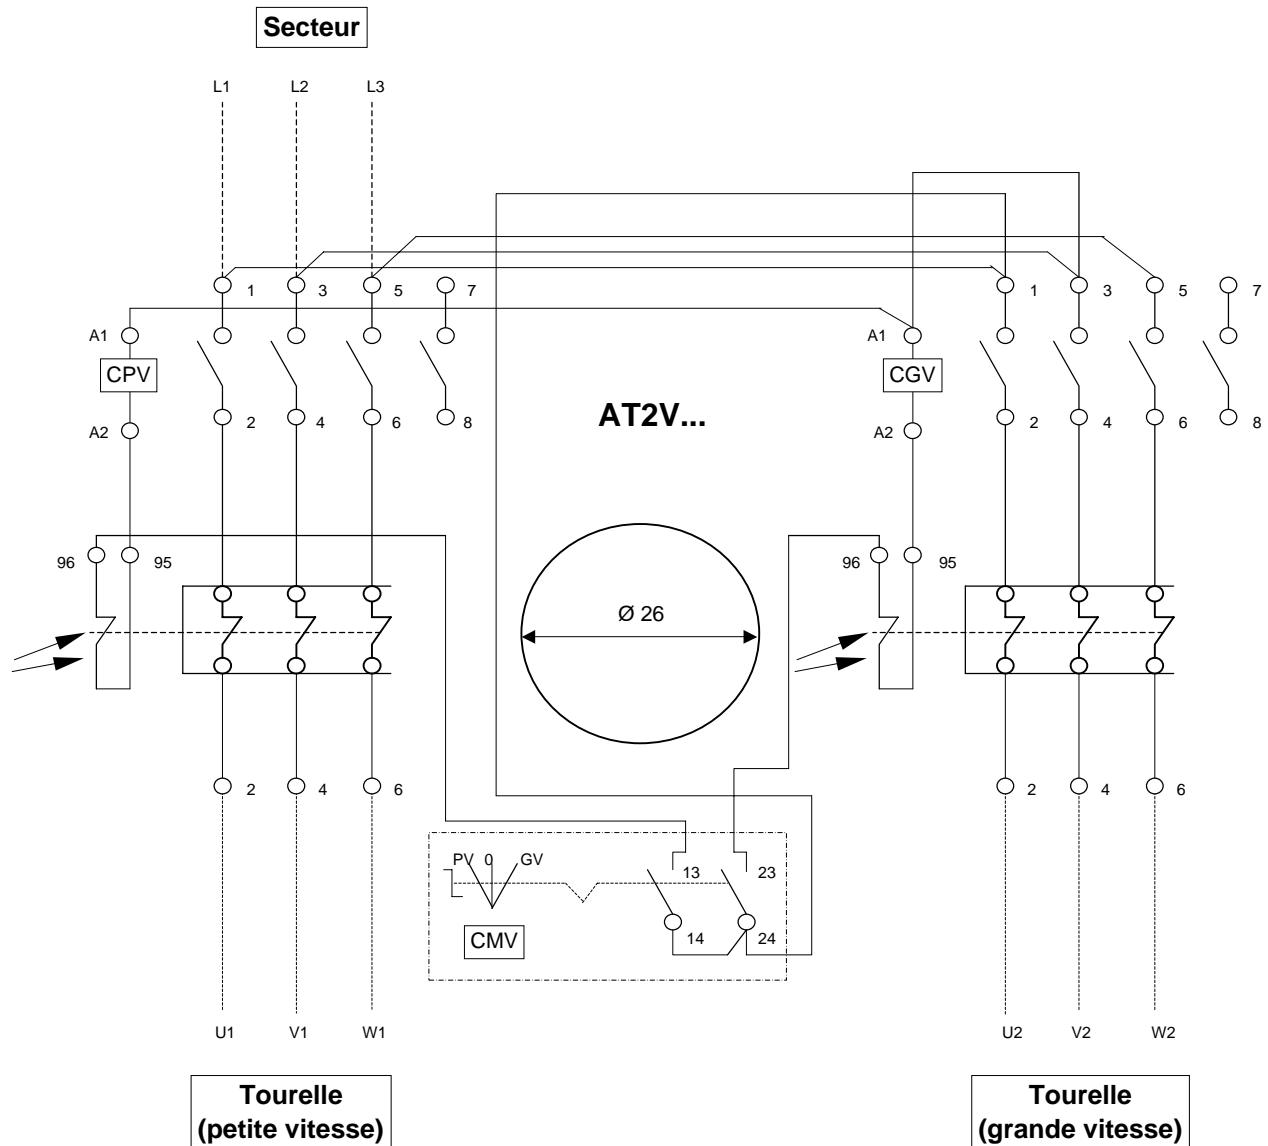 Secteur
L1 L2 L3
1 3 5 7 1 3 5 7
A1 A1
CPV CGV
AT2V...
2 4 6 8 2 4 6 8
A2 A2
96 95 96 95
Ø 26
2 4 6 2 4 6
PV 0 GV 13 23
CMV 14 24
U1 V1 W1 U2 V2 W2
Tourelle
(petite vitesse)
Tourelle
(grande vitesse)